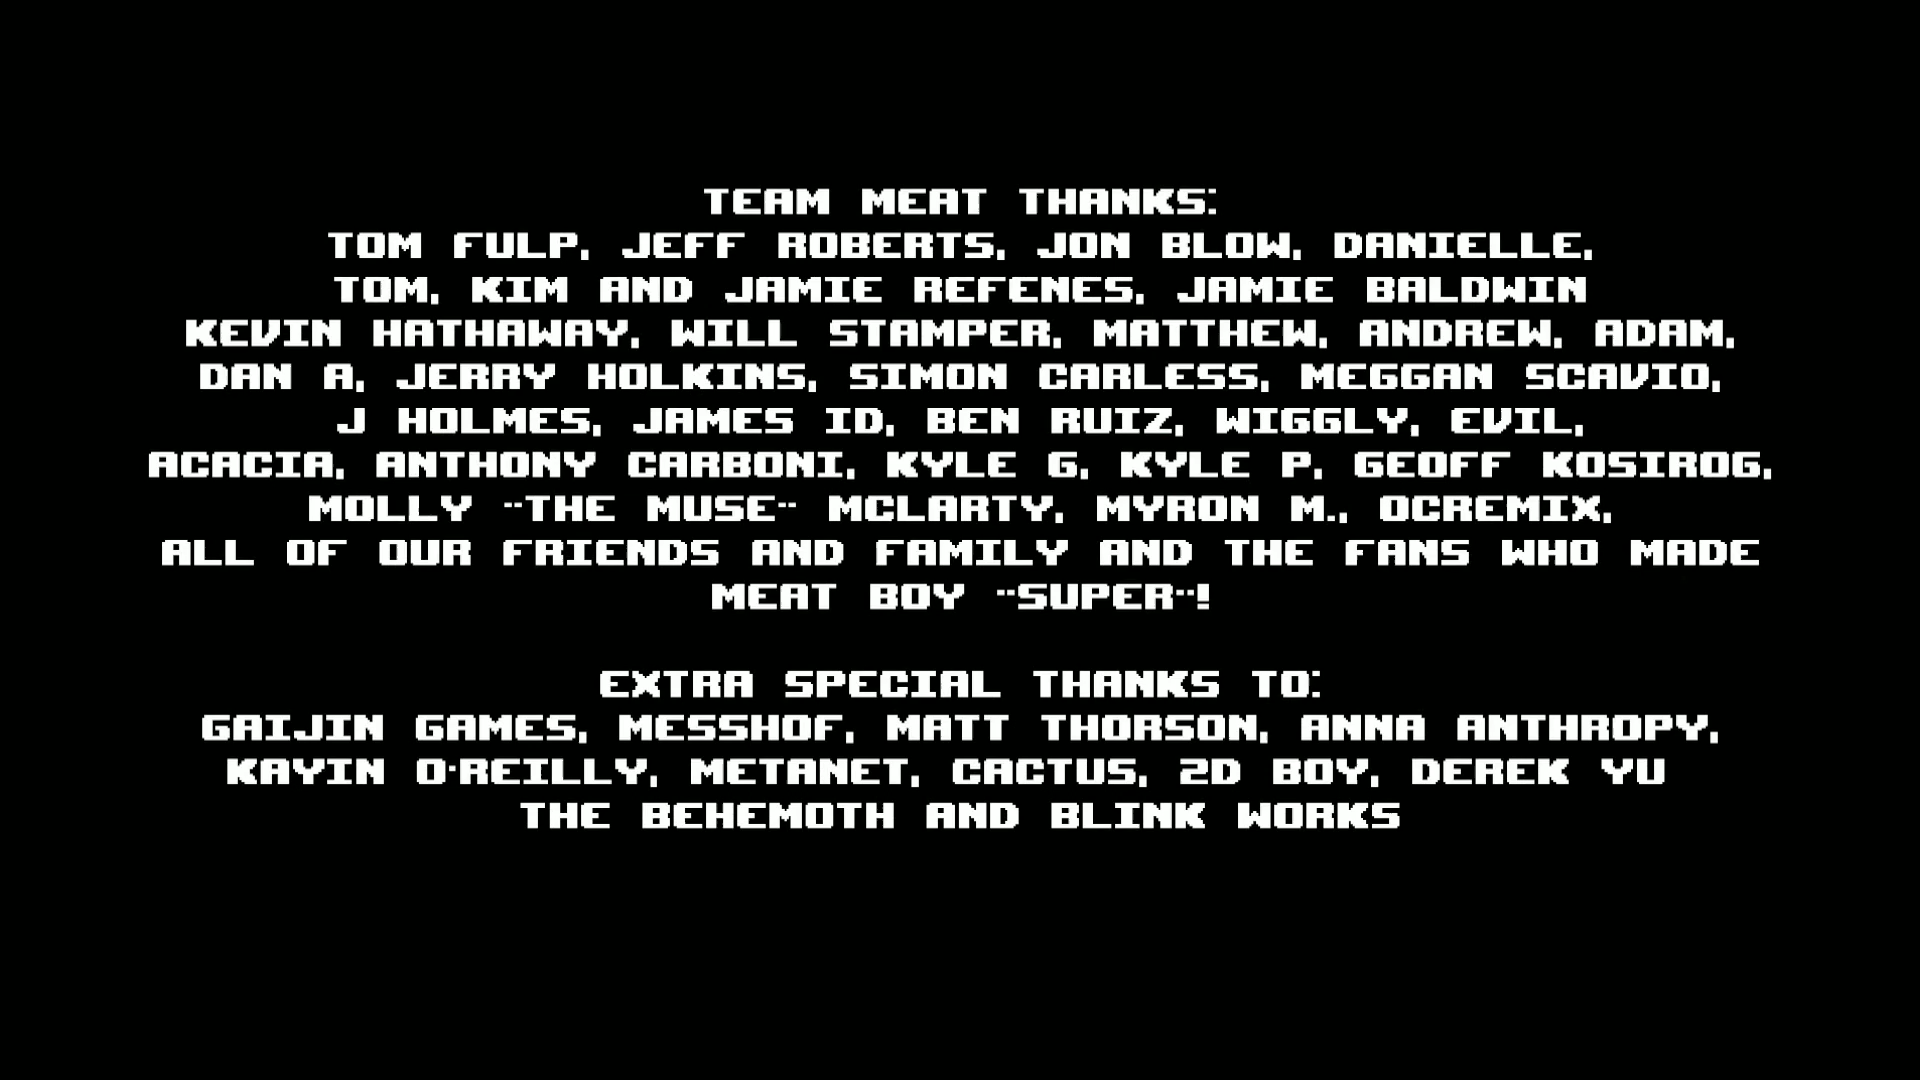 TEAM MEAT THANKS:
TOM FULP, JEFF ROBERTS, JON BLOW, DANIELLE,
TOM, KIM AND JAMIE REFENES, JAMIE BALDWIN
KEVIN HATHAWAY, WILL STAMPER, MATTHEW, ANDREW, ADAM,
DAN A, JERRY HOLKINS, SIMON CARLESS, MEGGAN SCAVIO,
J HOLMES, JAMES ID, BEN RUIZ, WIGGLY, EVIL,
ACACIA, ANTHONY CARBONI, KYLE G, KYLE P, GEOFF KOSIROG,
MOLLY "THE MUSE" MCLARTY, MYRON M., OCREMIX,
ALL OF OUR FRIENDS AND FAMILY AND THE FANS WHO MADE
MEAT BOY "SUPER"!
EXTRA SPECIAL THANKS TO:
GAIJIN GAMES, MESSHOF, MATT THORSON, ANNA ANTHROPY,
KAYIN O'REILLY, METANET, CACTUS, 2D BOY, DEREK YU
THE BEHEMOTH AND BLINK WORKS